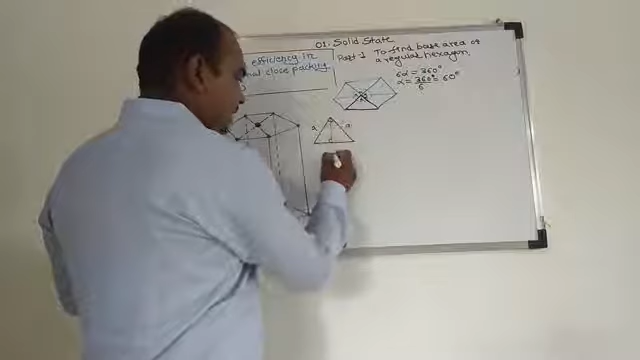 01. Solid State
efficiency in
close packing
Part-1 To find base area of
a regular hexagon,
6α = 360°
α = 360°/6 = 60°
a a